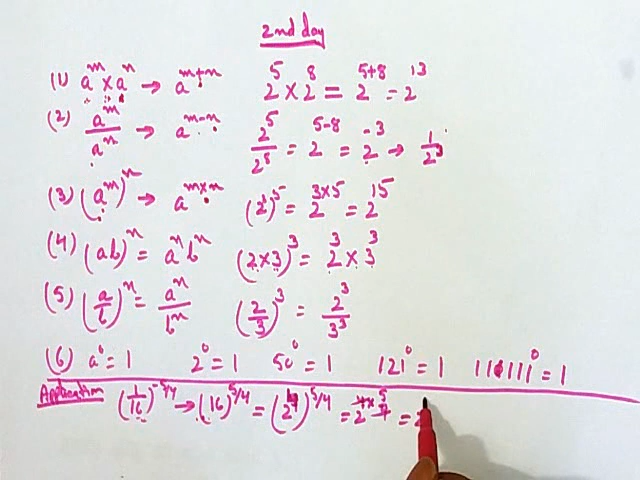 2nd day
(1) a^m × a^n → a^(m+n) 2^5 × 2^8 = 2^(5+8) = 2^13
(2) a^m/a^n → a^(m-n) 2^5/2^8 = 2^(5-8) = 2^-3 → 1/2^3
(3) (a^m)^n → a^(m×n) (2^3)^5 = 2^(3×5) = 2^15
(4) (ab)^n = a^n b^n (2×3)^3 = 2^3 × 3^3
(5) (a/b)^n = a^n/b^n (2/3)^3 = 2^3/3^3
(6) a^0 = 1 2^0 = 1 50^0 = 1 121^0 = 1 111111^0 = 1
Application (1/16)^(-5/4) → (16)^(5/4) = (2^4)^(5/4) = 2^(4×5/4) = 2